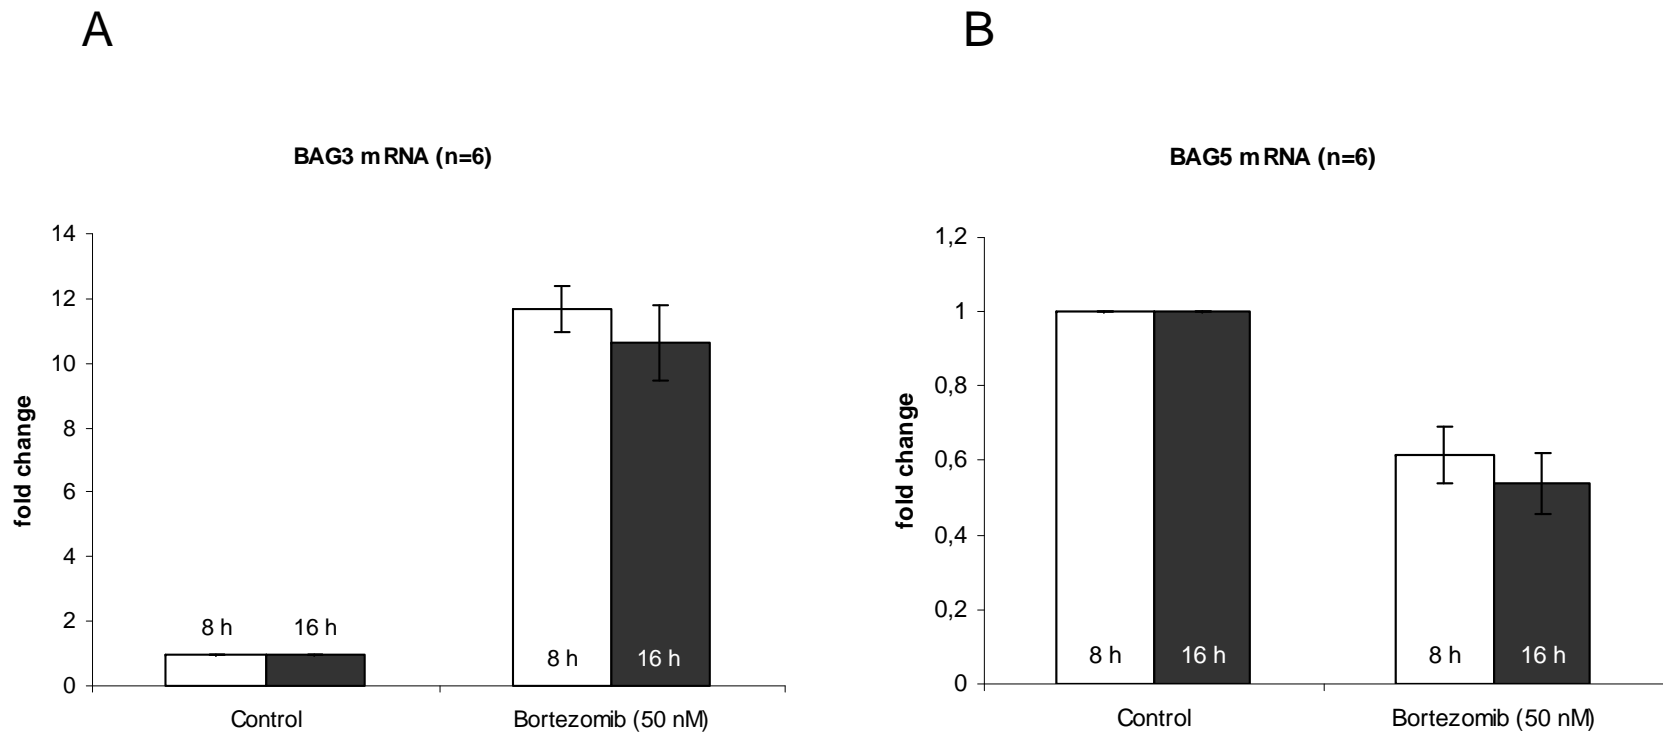 A
BAG3 mRNA (n=6)
fold change
14
12
10
8
6
4
2
0
8 h
16 h
8 h
16 h
Control
Bortezomib (50 nM)
B
BAG5 mRNA (n=6)
fold change
1,2
1
0,8
0,6
0,4
0,2
0
8 h
16 h
8 h
16 h
Control
Bortezomib (50 nM)